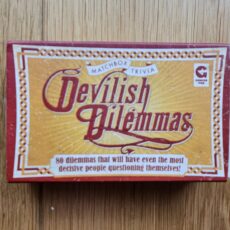 MATCHBOX TRIVIA
Devilish
Dilemmas
80 dilemmas that will have even the most
decisive people questioning themselves!